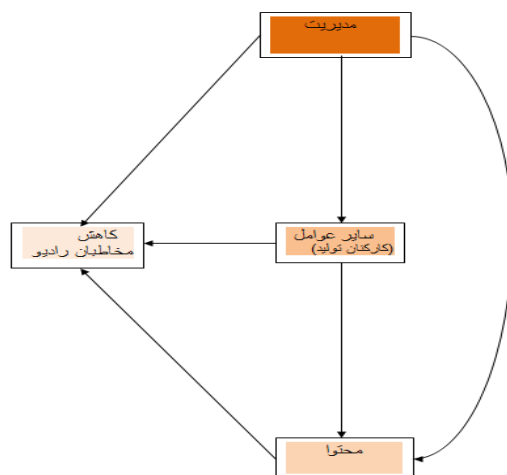 مدیریت
سایر عوامل
(کارکنان تولید)
کاهش
مخاطبان رادیو
محتوا